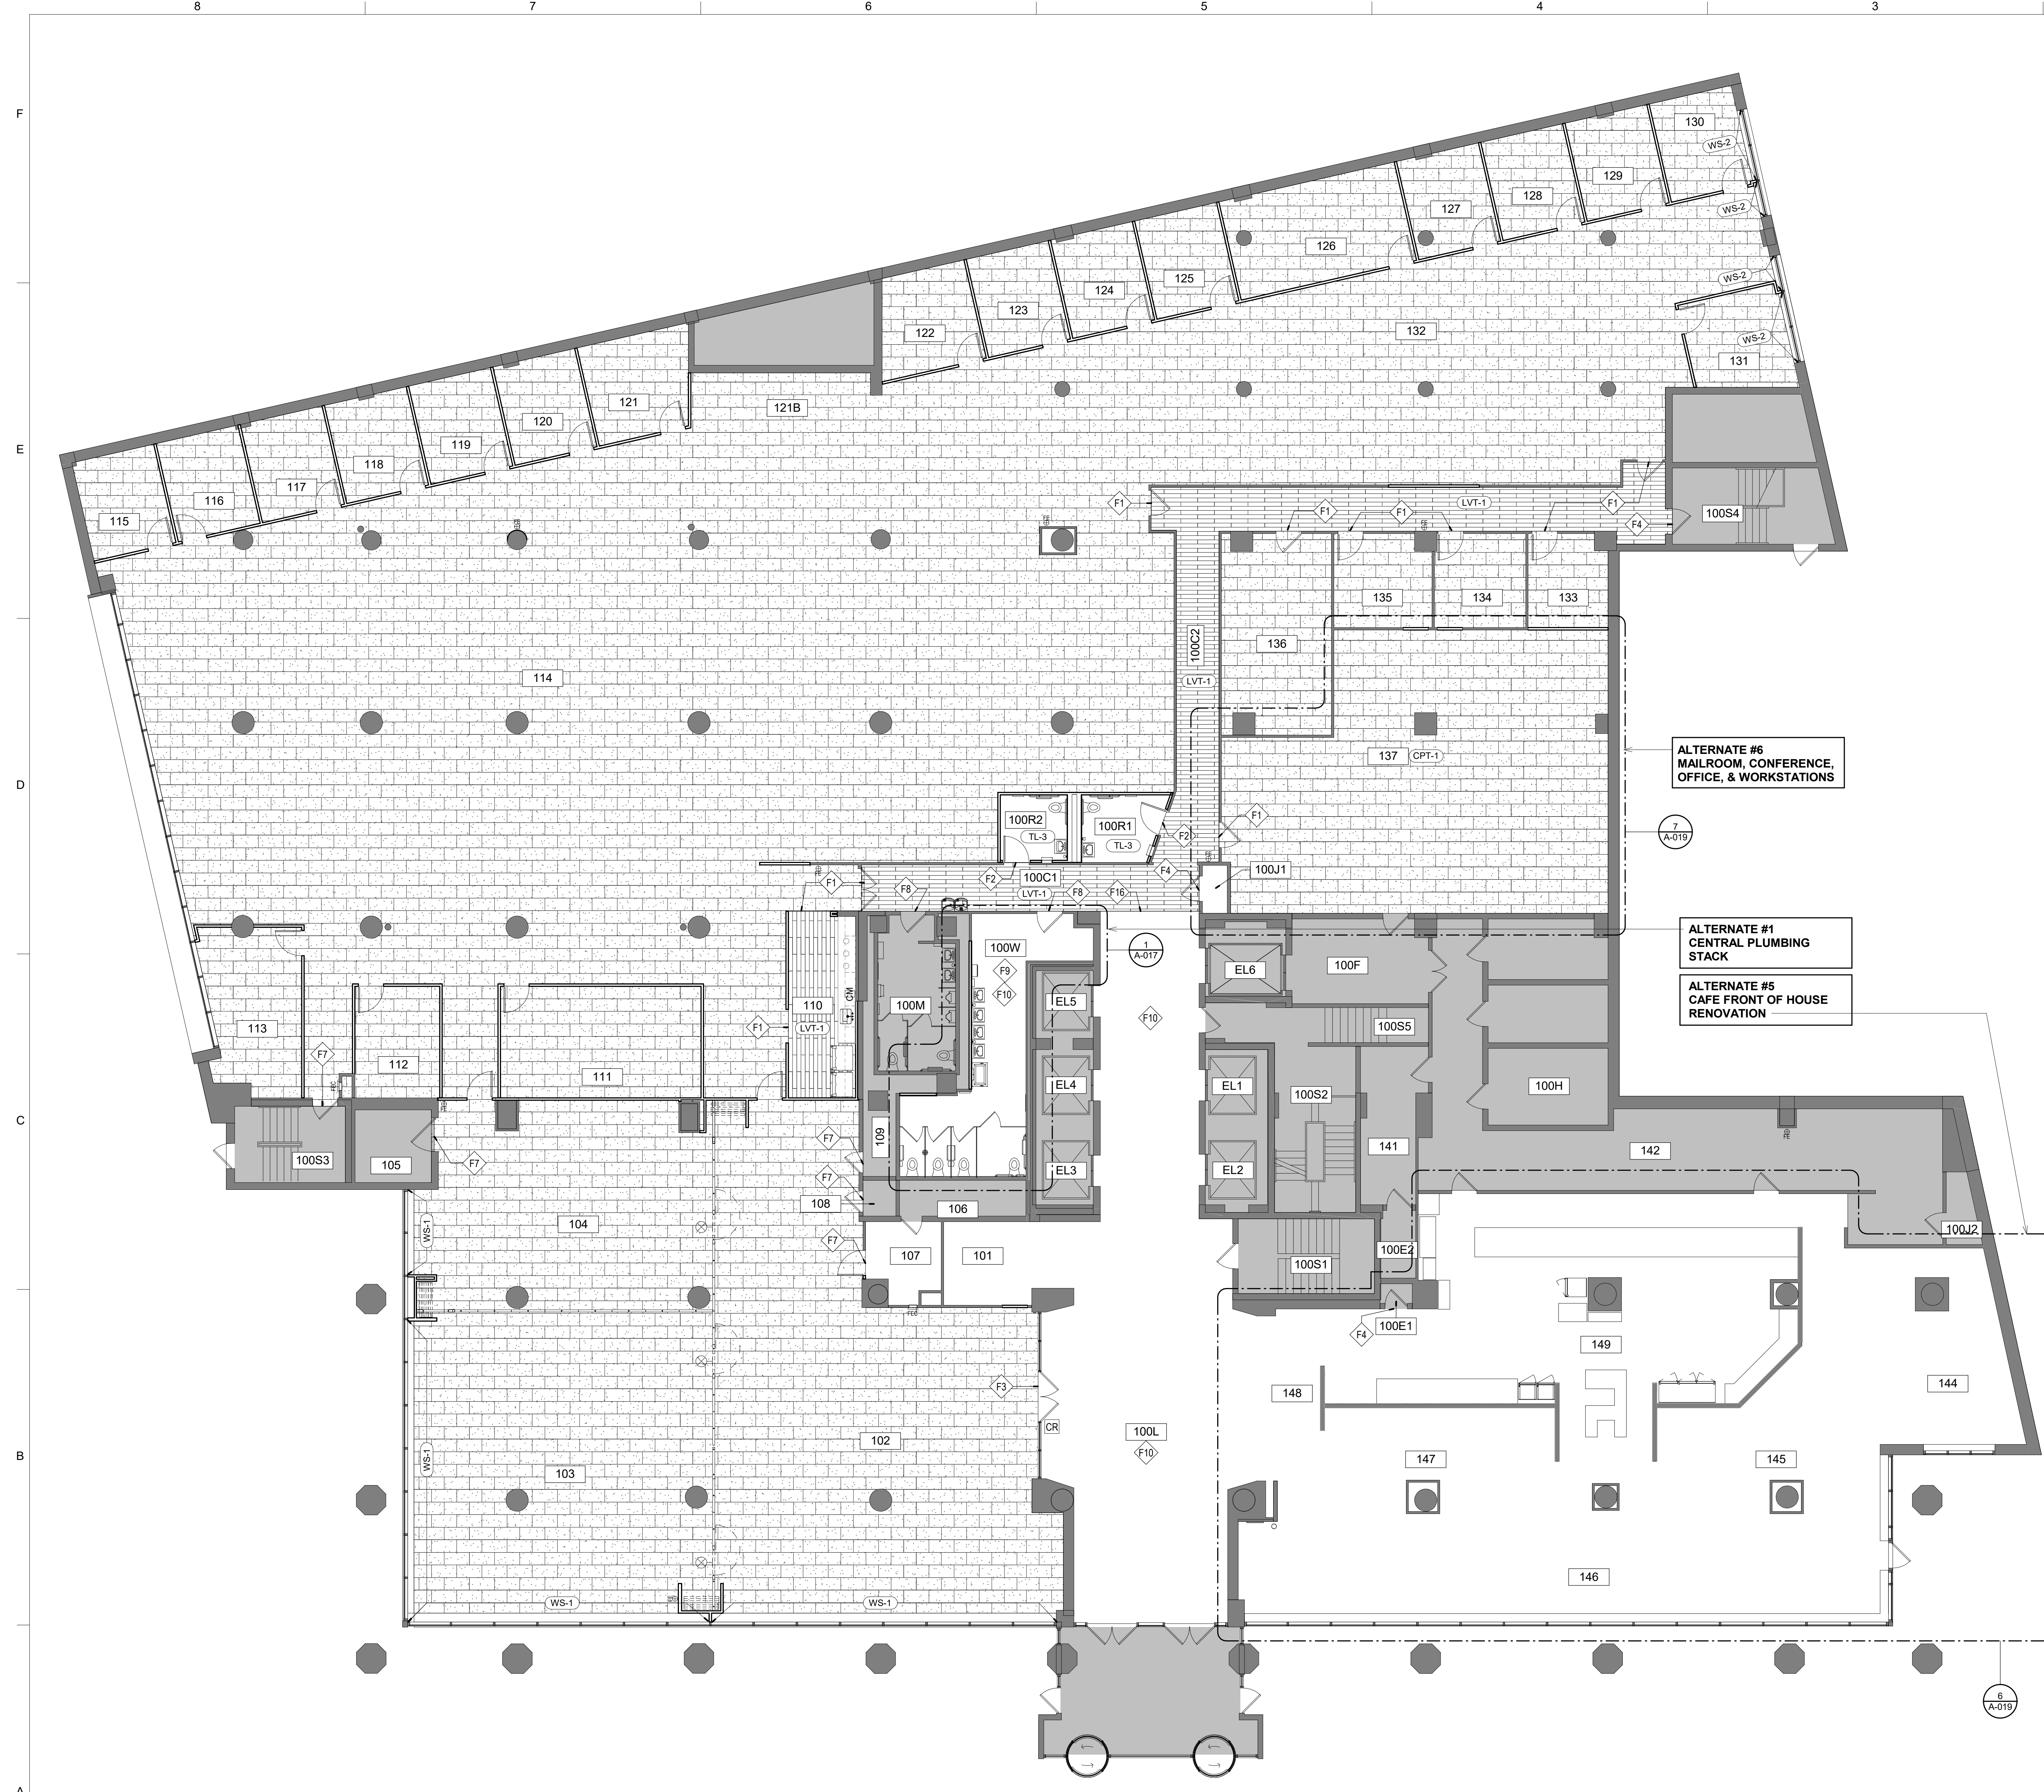 8 7 6 5 4 3
F
130
WS-2
129
128
WS-2
127
126
WS-2
125
124
123
132
122
WS-2
131
121
121B
120
E
119
118
117
116
LVT-1
F1
F1
F1
F1
100S4
115
F4
135
134
133
100C2
136
114
LVT-1
ALTERNATE #6
MAILROOM, CONFERENCE,
OFFICE, & WORKSTATIONS
137
CPT-1
D
100R2
F1
100R1
TL-3
F2
7
A-019
TL-3
F4
100J1
F1
F2
100C1
F8
LVT-1
F8
F16
ALTERNATE #1
CENTRAL PLUMBING
STACK
100W
1
A-017
F9
EL6
100F
ALTERNATE #5
CAFE FRONT OF HOUSE
RENOVATION
F10
CM
110
100M
EL5
113
F1
LVT-1
F10
100S5
F7
112
111
FEC
EL4
EL1
100S2
100H
C
109
F7
100S3
105
F7
141
142
EL3
EL2
F7
108
106
104
WS-1
100J2
F7
107
101
100E2
100S1
FEC
100E1
F4
149
F3
148
144
CR
100L
102
F10
B
WS-1
103
147
145
146
WS-1
WS-1
6
A-019
A